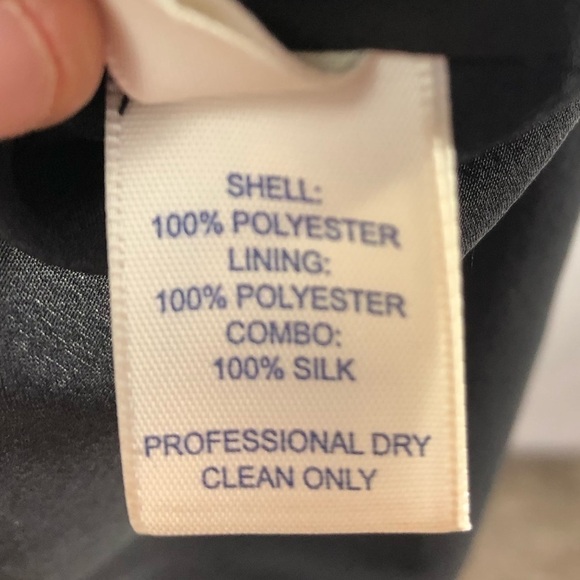 SHELL:
100% POLYESTER
LINING:
100% POLYESTER
COMBO:
100% SILK
PROFESSIONAL DRY
CLEAN ONLY